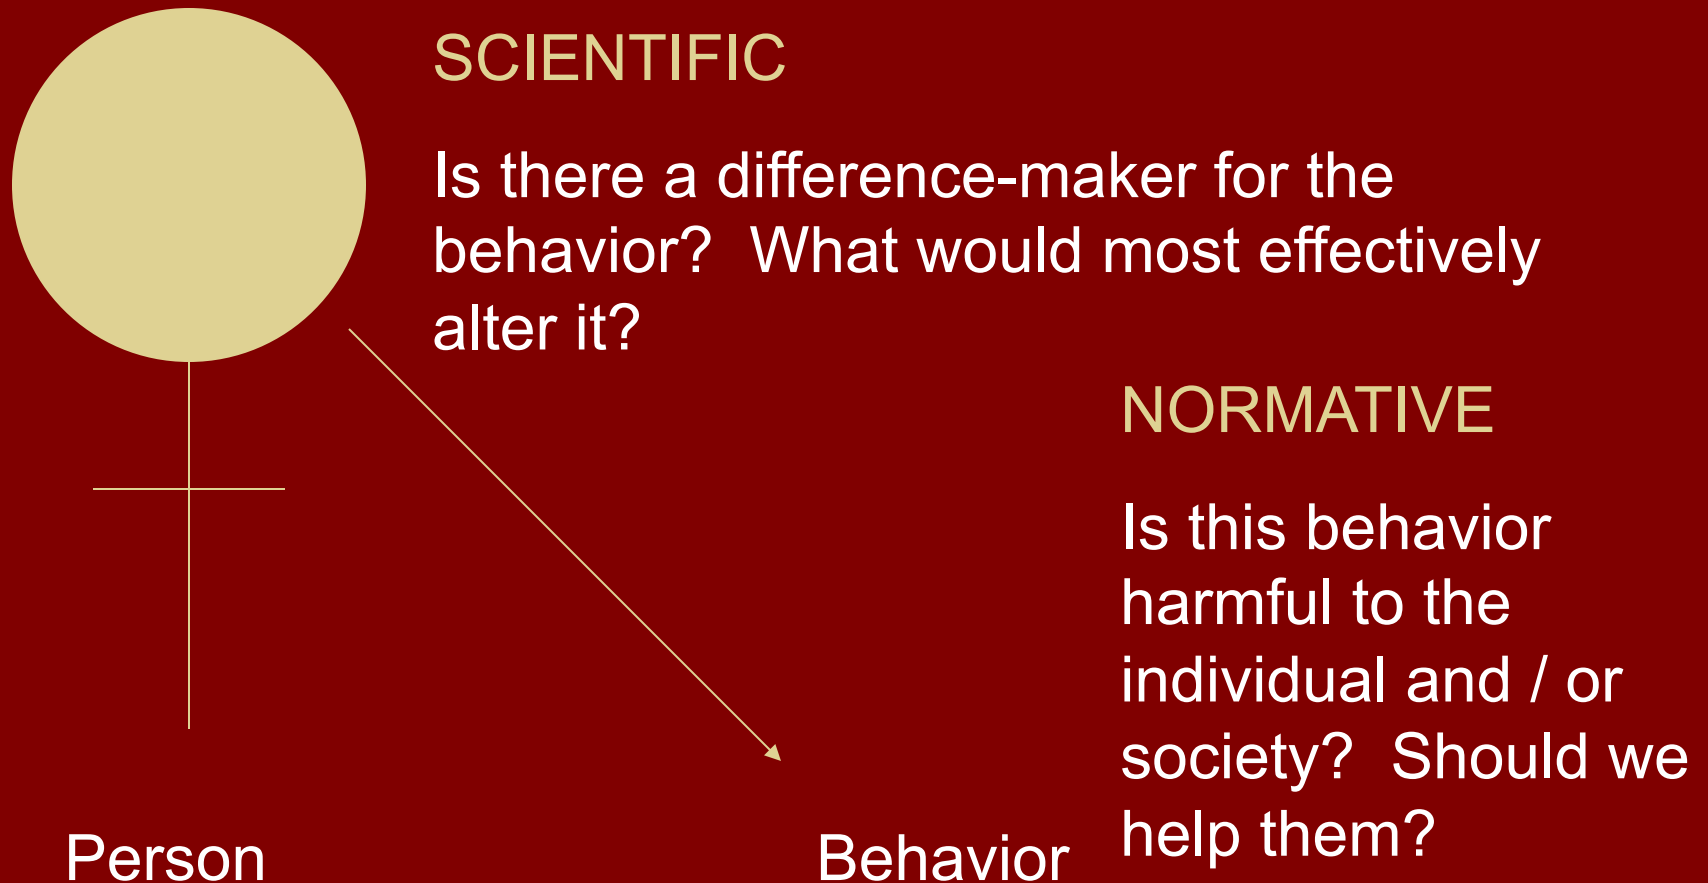 SCIENTIFIC
Is there a difference-maker for the
behavior?  What would most effectively
alter it?
NORMATIVE
Is this behavior
harmful to the
individual and / or
society?  Should we
help them?
Person
Behavior